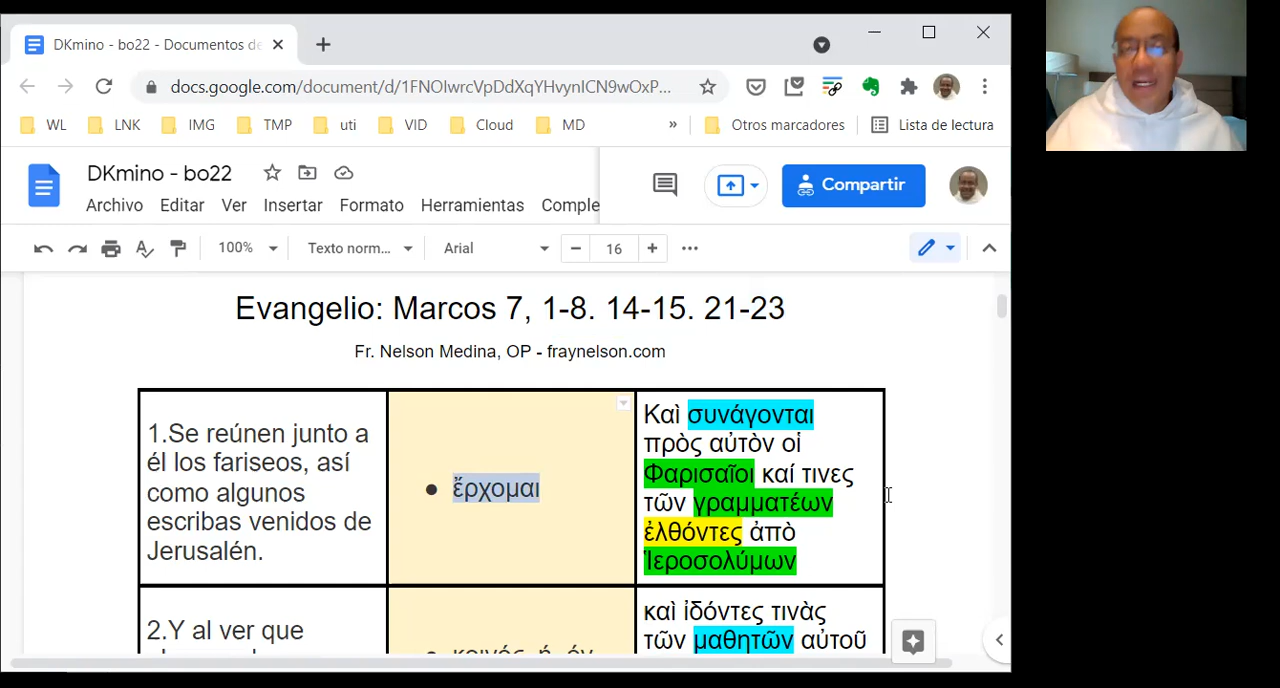 DKmino - bo22 - Documentos de
docs.google.com/document/d/1FNOIwrcVpDdXqYHvynICN9wOxP...
WL LNK IMG TMP uti VID Cloud MD » Otros marcadores Lista de lectura
DKmino - bo22
Archivo Editar Ver Insertar Formato Herramientas Comple
Compartir
100% Texto norm... Arial 16
Evangelio: Marcos 7, 1-8. 14-15. 21-23
Fr. Nelson Medina, OP - fraynelson.com
1.Se reúnen junto a
él los fariseos, así
como algunos
escribas venidos de
Jerusalén.
● ἔρχομαι
Καὶ συνάγονται
πρὸς αὐτὸν οἱ
Φαρισαῖοι καί τινες
τῶν γραμματέων
ἐλθόντες ἀπὸ
Ἱεροσολύμων
2.Y al ver que
καὶ ἰδόντες τινὰς
τῶν μαθητῶν αὐτοῦ